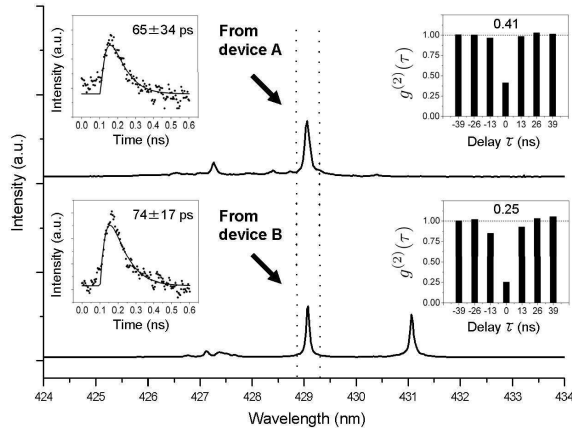 65±34 ps
Intensity (a.u.)
0.0 0.1 0.2 0.3 0.4 0.5 0.6
Time (ns)
From
device A
0.41
g(2)(τ)
1.00
0.75
0.50
0.25
0.00
-39 -26 -13 0 13 26 39
Delay τ (ns)
Intensity (a.u.)
74±17 ps
Intensity (a.u.)
0.0 0.1 0.2 0.3 0.4 0.5 0.6
Time (ns)
From
device B
0.25
g(2)(τ)
1.00
0.75
0.50
0.25
0.00
-39 -26 -13 0 13 26 39
Delay τ (ns)
424 425 426 427 428 429 430 431 432 433 434
Wavelength (nm)